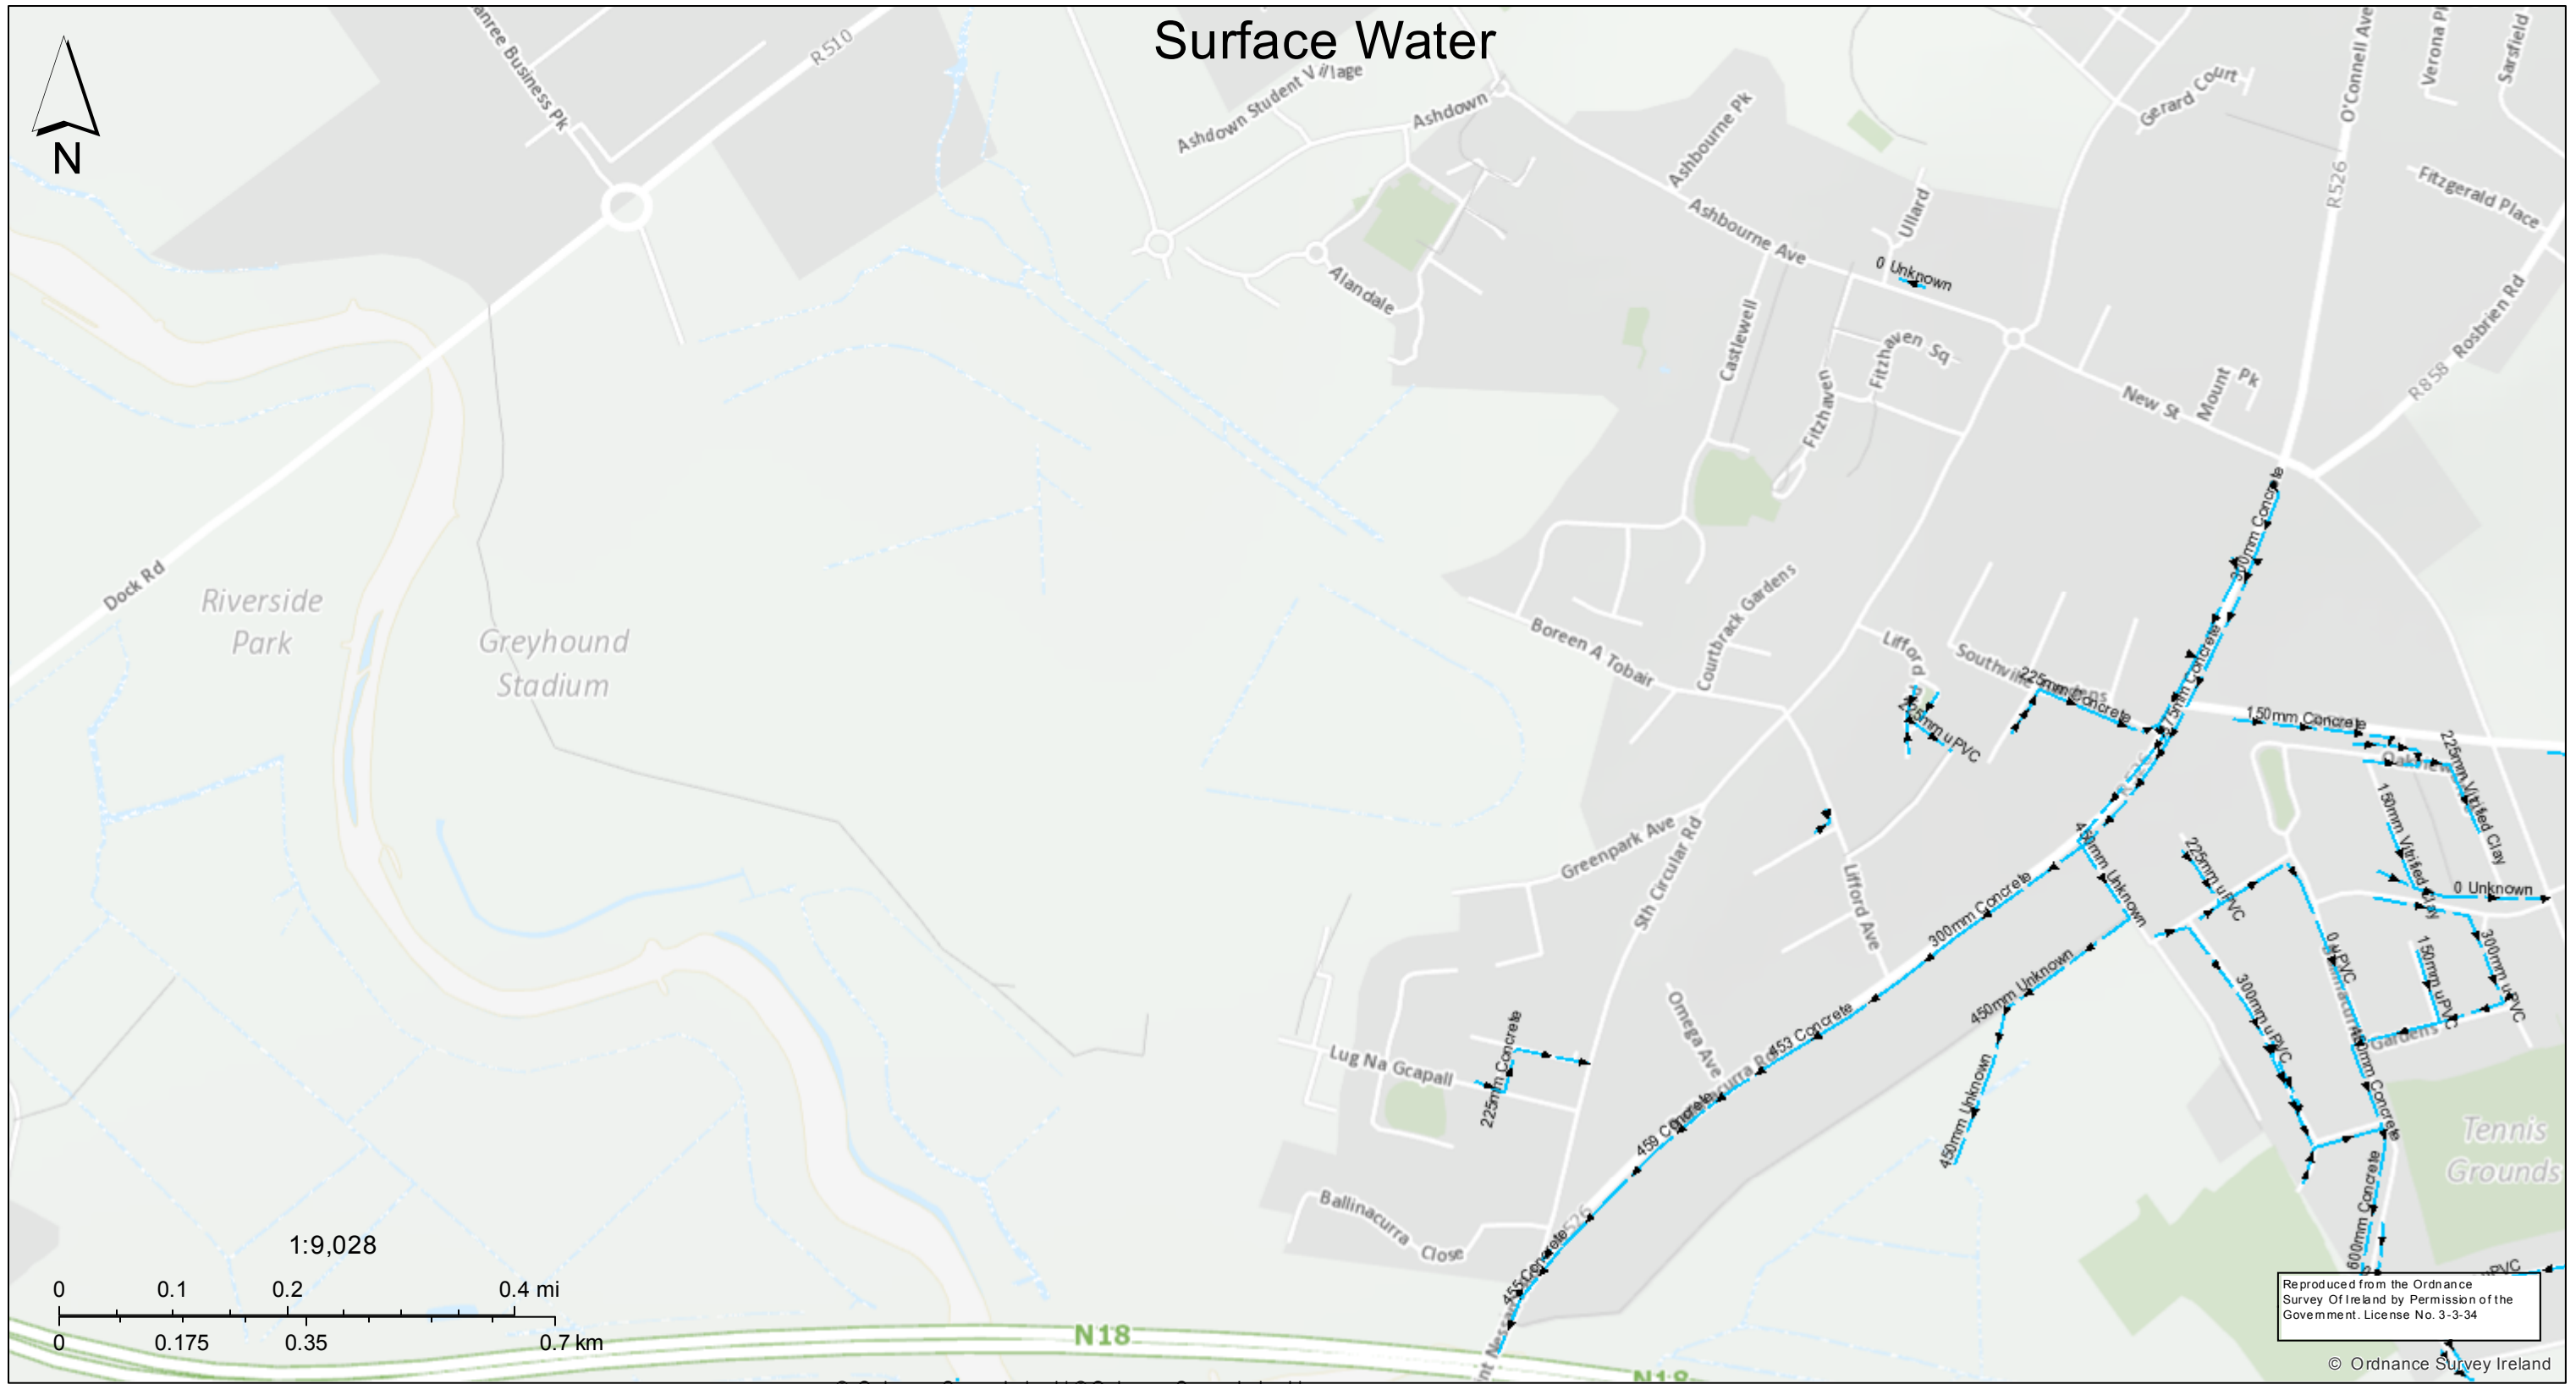 Surface Water
N
R510
Ashdown Student Village
Ashdown
Ashbourne Pk
Gerard Court
O'Connell Ave
R526
Sarsfield
Fitzgerald Place
Ullard
Ashbourne Ave
0 Unknown
Alandale
Castlewell
Fitzhaven Sq
Fitzhaven
New St
Mount Pk
R858
Rosbrien Rd
300mm Concrete
Dock Rd
Riverside
Park
Greyhound
Stadium
Boreen A Tobair
Courtbrack Gardens
Lifford
Southville
225mm Concrete
225mm uPVC
375mm Concrete
150mm Concrete
225mm Vitrified Clay
150mm Vitrified Clay
0 Unknown
Greenpark Ave
Sth Circular Rd
Lifford Ave
450mm Unknown
225mm uPVC
300mm Concrete
450mm Unknown
0 uPVC
150mm uPVC
300mm uPVC
300mm uPVC
Gardens
450mm Concrete
450mm Unknown
Omega Ave
453 Concrete
459 Concrete
Lug Na Gcapall
225mm Concrete
Tennis
Grounds
Ballinacurra Close
455 Concrete
600mm Concrete
uPVC
1:9,028
0 0.1 0.2 0.4 mi
0 0.175 0.35 0.7 km
N18
N18
Reproduced from the Ordnance
Survey Of Ireland by Permission of the
Government. License No. 3-3-34
© Ordnance Survey Ireland